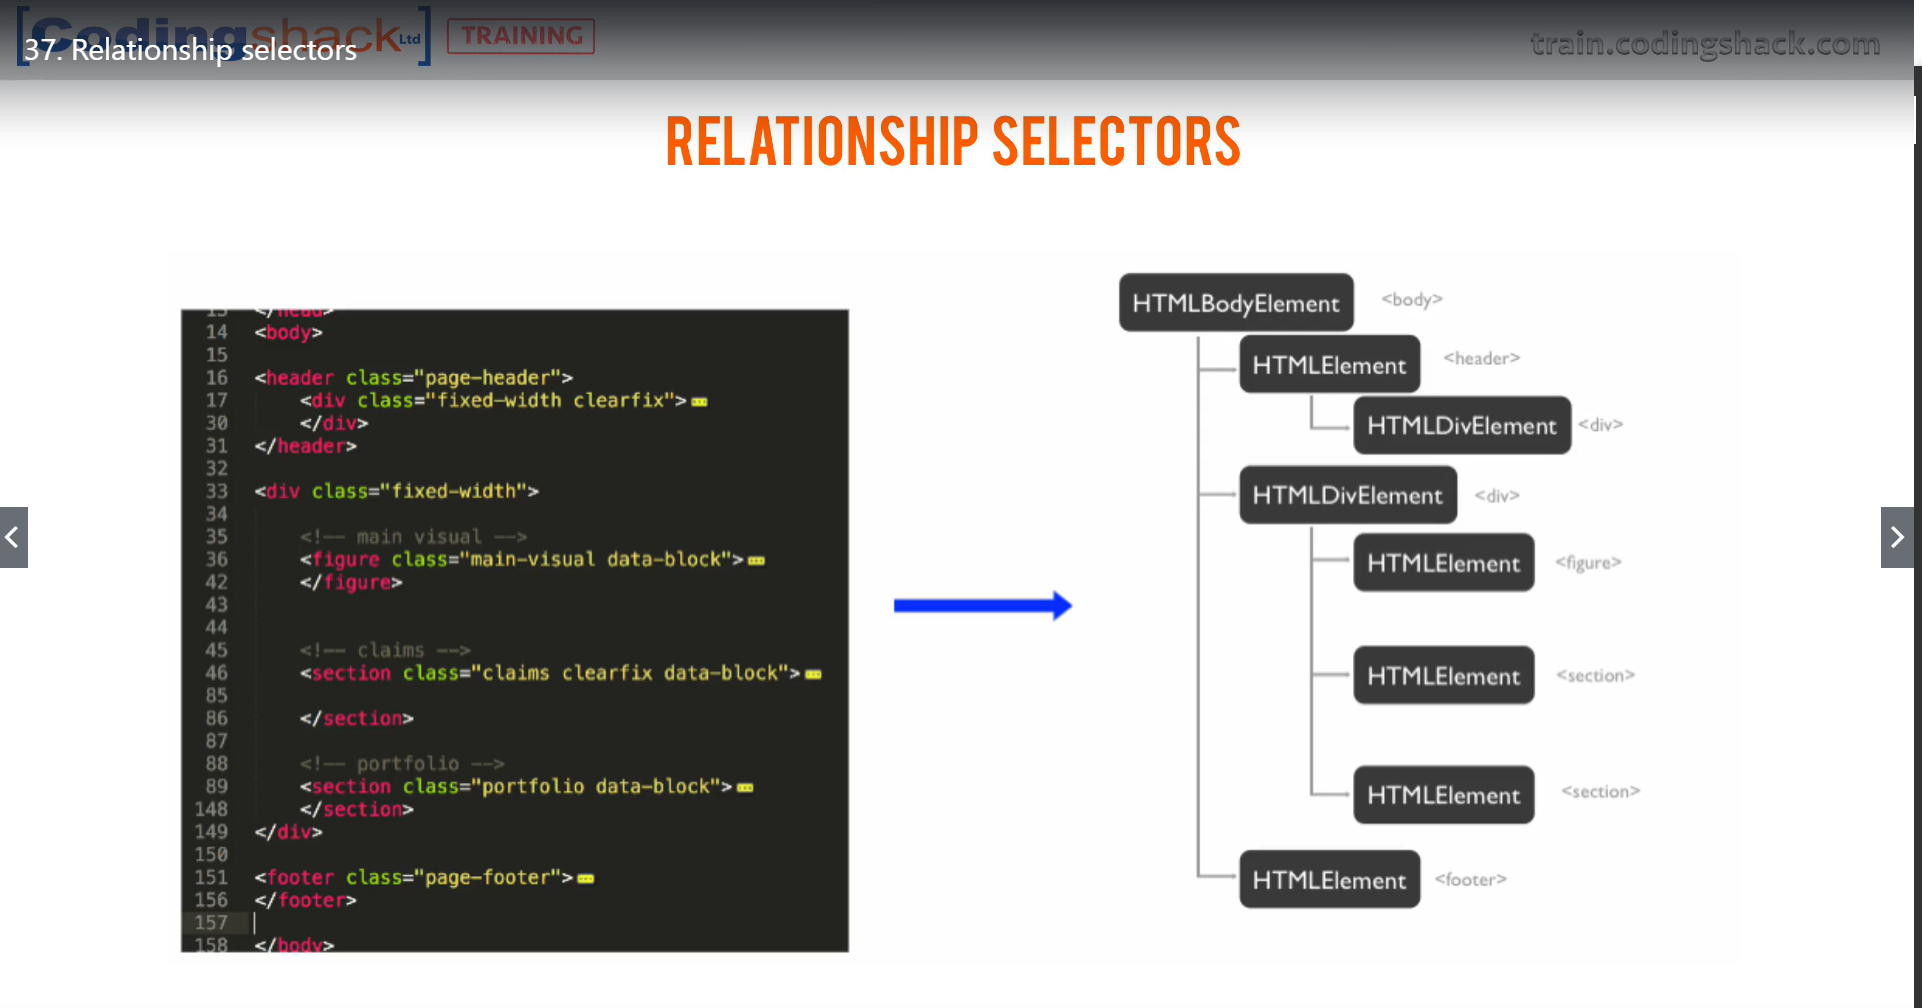 Codingshack Ltd TRAINING
37. Relationship selectors
train.codingshack.com
RELATIONSHIP SELECTORS
13 </head>
14 <body>
15
16 <header class="page-header">
17 <div class="fixed-width clearfix">
30 </div>
31 </header>
32
33 <div class="fixed-width">
34
35 <!-- main visual -->
36 <figure class="main-visual data-block">
42 </figure>
43
44
45 <!-- claims -->
46 <section class="claims clearfix data-block">
85
86 </section>
87
88 <!-- portfolio -->
89 <section class="portfolio data-block">
148 </section>
149 </div>
150
151 <footer class="page-footer">
156 </footer>
157
158 </body>
HTMLBodyElement <body>
HTMLElement <header>
HTMLDivElement <div>
HTMLDivElement <div>
HTMLElement <figure>
HTMLElement <section>
HTMLElement <section>
HTMLElement <footer>